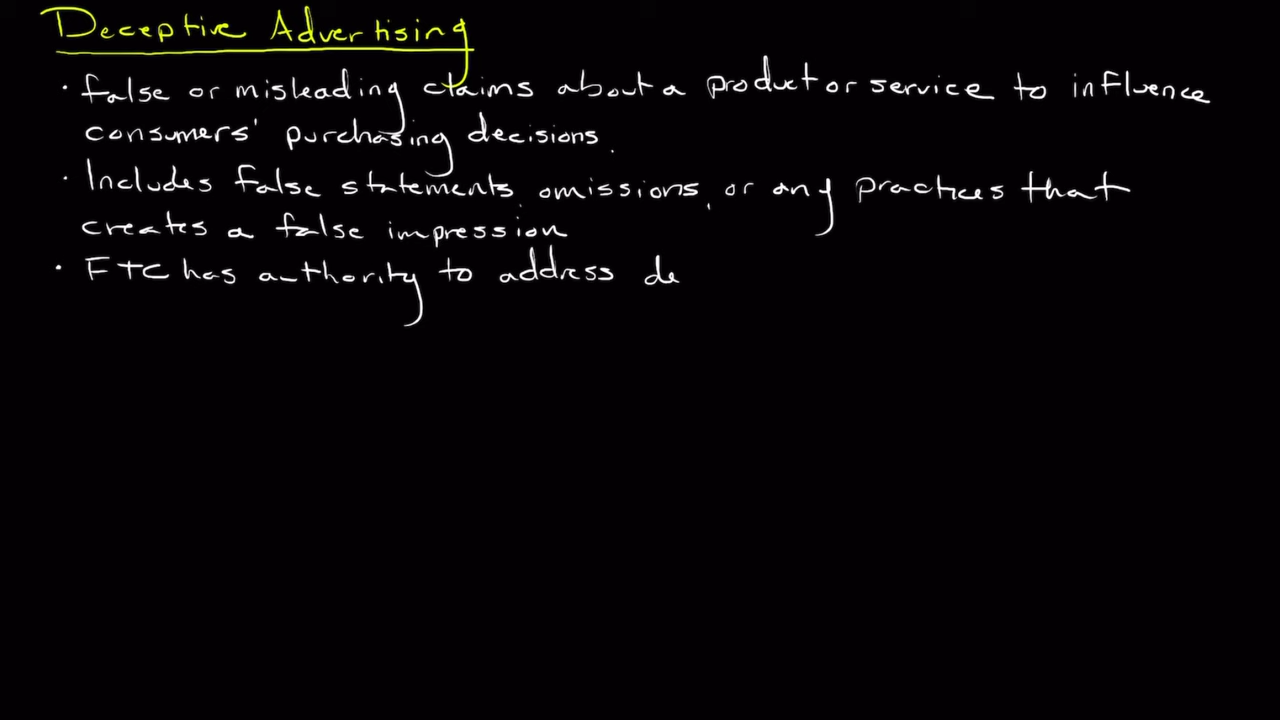 Deceptive Advertising
• False or misleading claims about a product or service to influence
consumers' purchasing decisions.
• Includes false statements, omissions, or any practices that
creates a false impression
• FTC has authority to address de